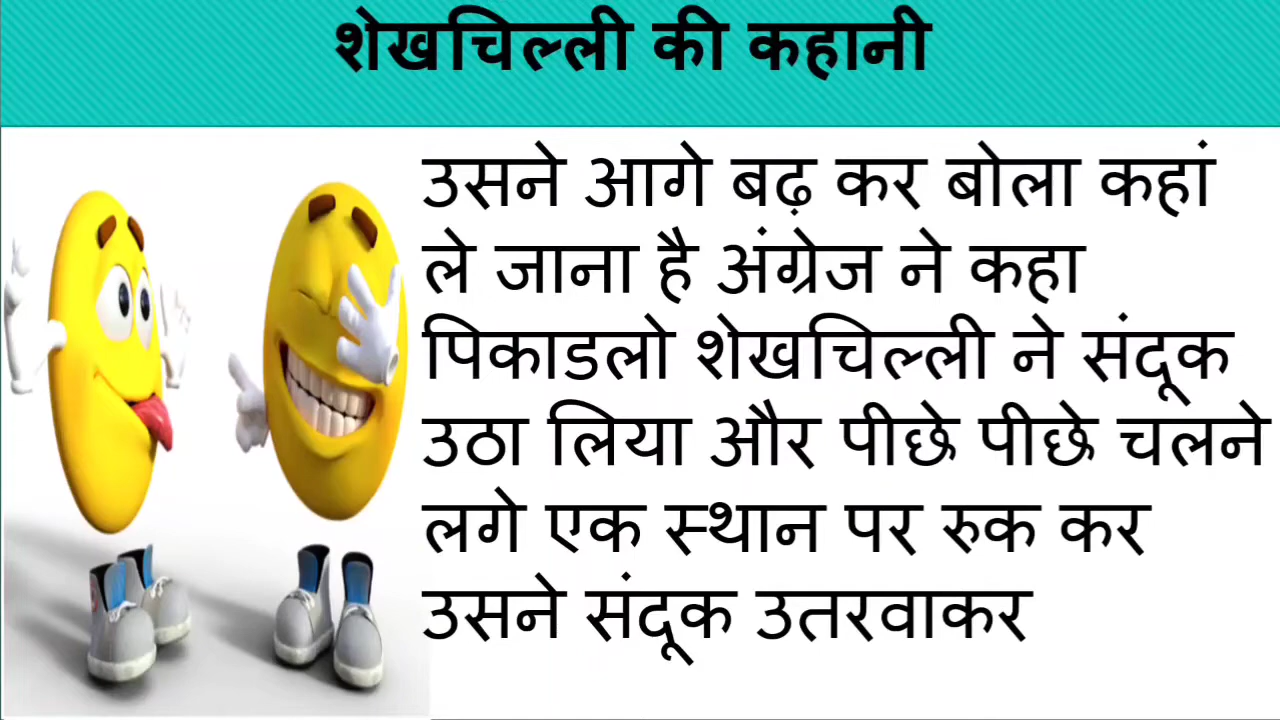 शेखचिल्ली की कहानी
उसने आगे बढ़ कर बोला कहां
ले जाना है अंग्रेज ने कहा
पिकाडलो शेखचिल्ली ने संदूक
उठा लिया और पीछे पीछे चलने
लगे एक स्थान पर रुक कर
उसने संदूक उतरवाकर